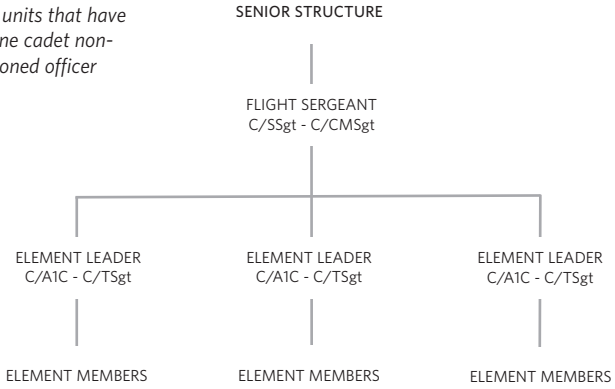 units that have
ne cadet non-
oned officer
SENIOR STRUCTURE
FLIGHT SERGEANT
C/SSgt - C/CMSgt
ELEMENT LEADER
C/A1C - C/TSgt
ELEMENT LEADER
C/A1C - C/TSgt
ELEMENT LEADER
C/A1C - C/TSgt
ELEMENT MEMBERS
ELEMENT MEMBERS
ELEMENT MEMBERS